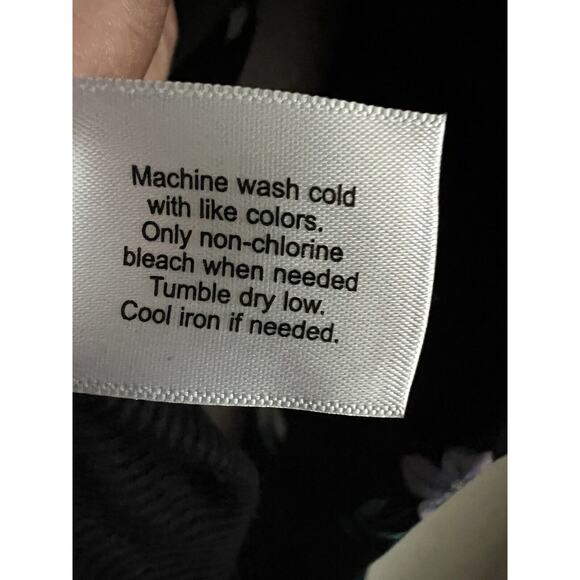 Machine wash cold
with like colors.
Only non-chlorine
bleach when needed
Tumble dry low.
Cool iron if needed.